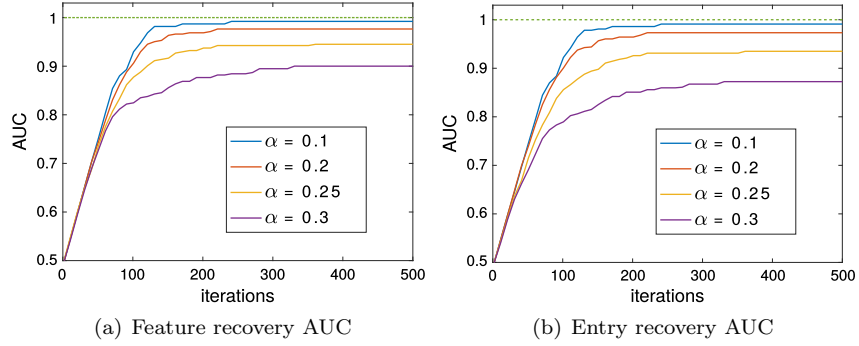 1
0.9
0.8
0.7
0.6
0.5
AUC
α = 0.1
α = 0.2
α = 0.25
α = 0.3
0 100 200 300 400 500
iterations
(a) Feature recovery AUC
1
0.9
0.8
0.7
0.6
0.5
AUC
α = 0.1
α = 0.2
α = 0.25
α = 0.3
0 100 200 300 400 500
iterations
(b) Entry recovery AUC